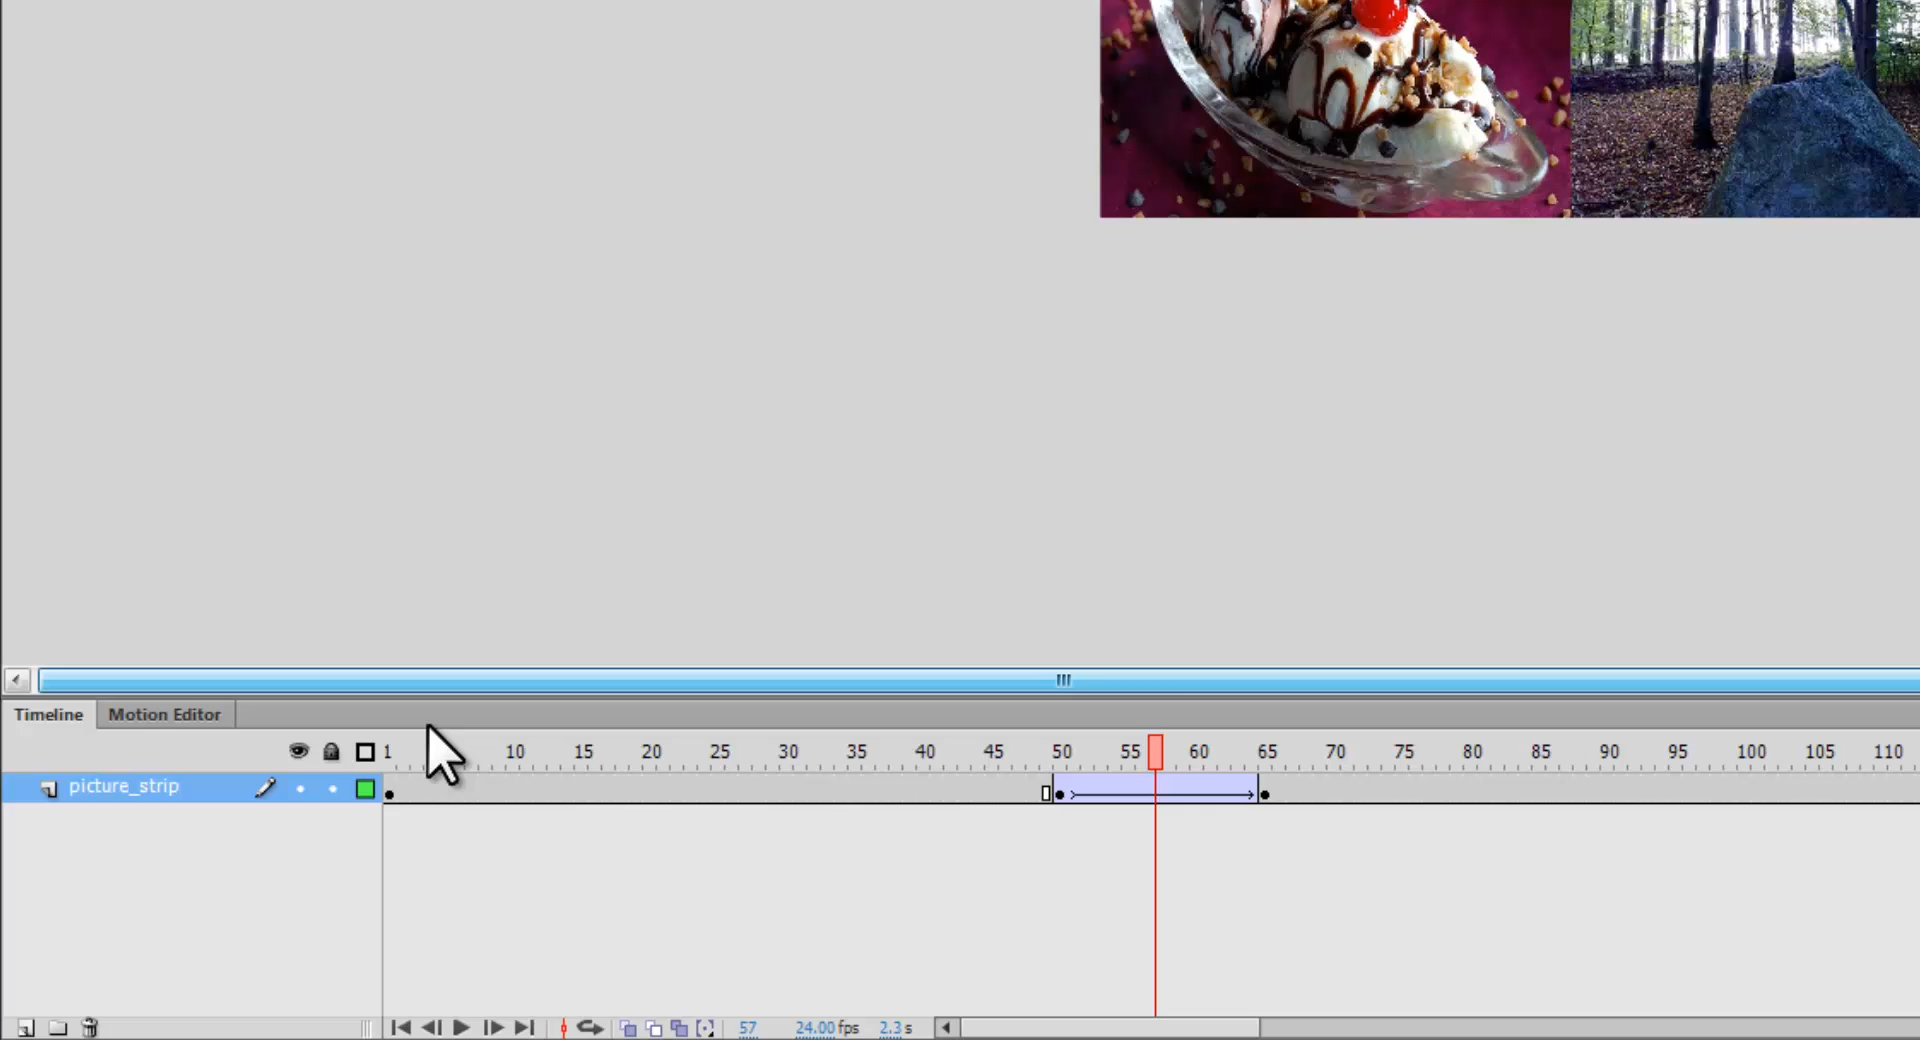 Timeline Motion Editor
1 10 15 20 25 30 35 40 45 50 55 60 65 70 75 80 85 90 95 100 105 110
picture_strip
57 24.00 fps 2.3 s